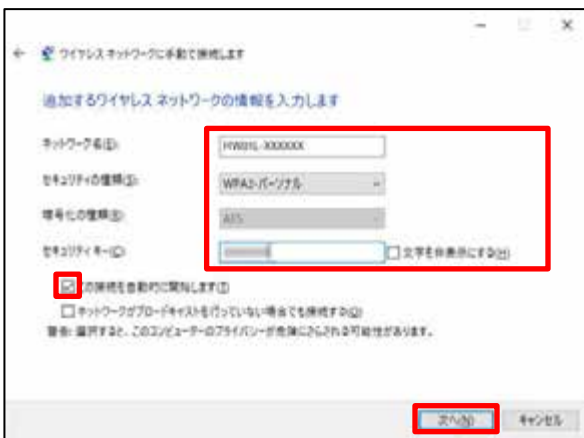 ワイヤレス ネットワークに手動で接続します
追加するワイヤレス ネットワークの情報を入力します
ネットワーク名(E):
HW01L-XXXXXX
セキュリティの種類(S):
WPA2-パーソナル
暗号化の種類(R):
AES
セキュリティ キー(C):
文字を非表示にする(H)
この接続を自動的に開始します(T)
ネットワークがブロードキャストを行っていない場合でも接続する(O)
警告: 選択すると、このコンピューターのプライバシーが危険にさらされる可能性があります。
次へ(N)
キャンセル